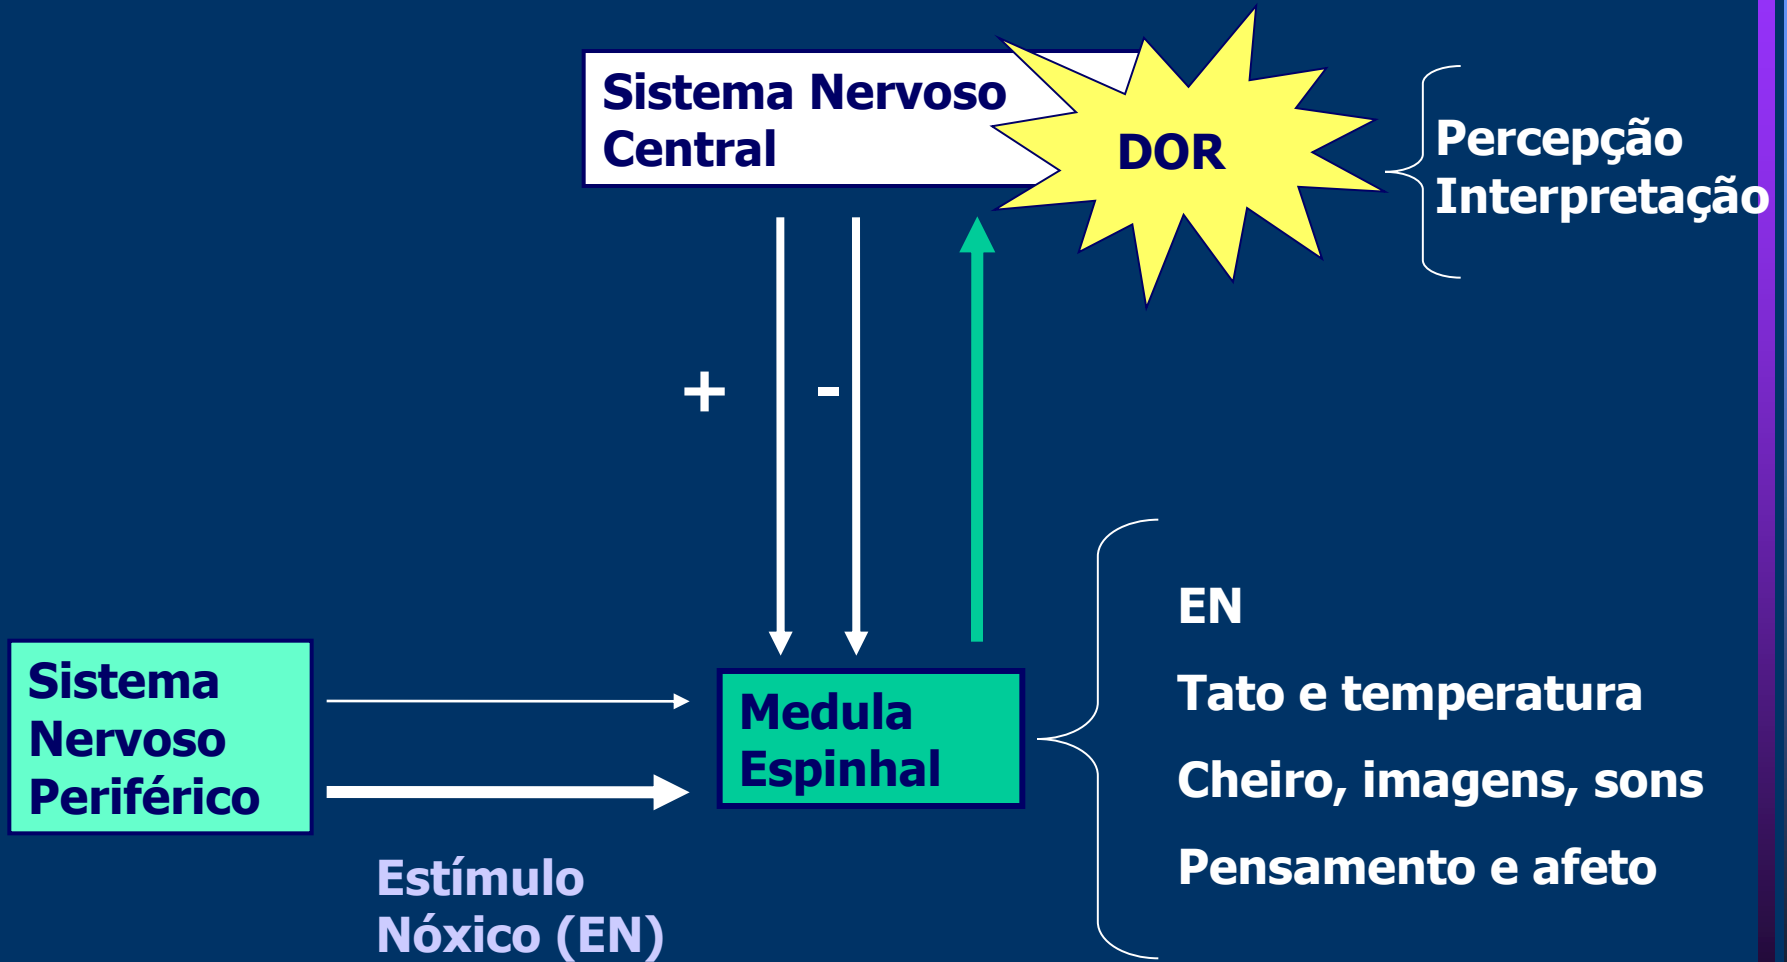 Sistema Nervoso
Central
DOR
Percepção
Interpretação
+ -
Sistema
Nervoso
Periférico
Medula
Espinhal
Estímulo
Nóxico (EN)
EN
Tato e temperatura
Cheiro, imagens, sons
Pensamento e afeto